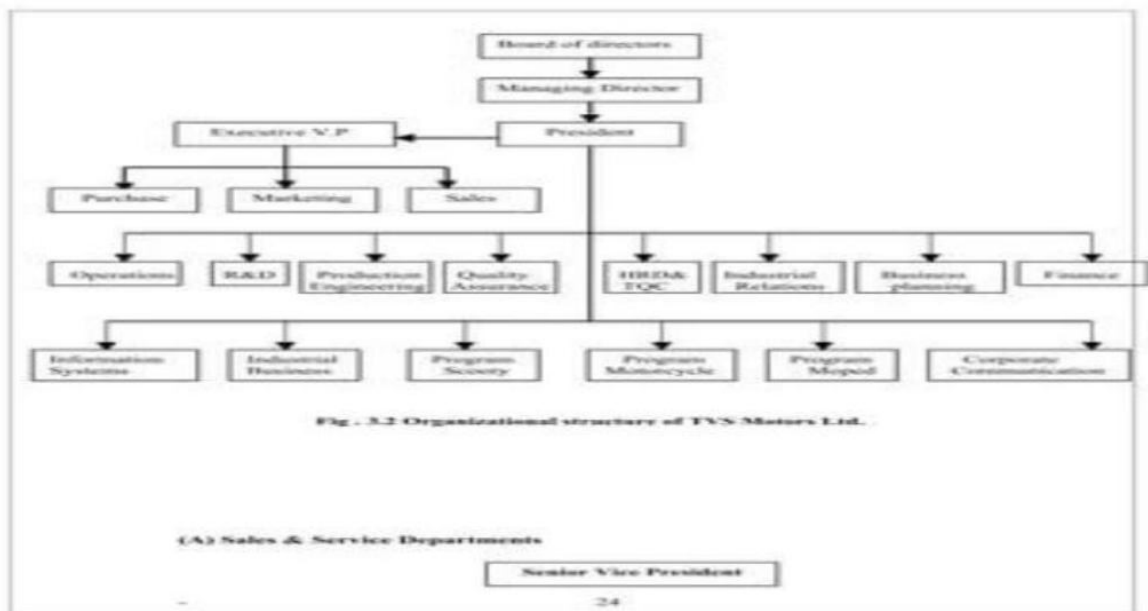 Board of directors
Managing Director
Executive V.P
President
Purchase
Marketing
Sales
Operations
R&D
Production
Engineering
Quality
Assurance
HRD&
TQC
Industrial
Relations
Business
planning
Finance
Information
Systems
Industrial
Business
Program
Scooty
Program
Motorcycle
Program
Moped
Corporate
Communication
Fig . 3.2 Organizational structure of TVS Motors Ltd.
(A) Sales & Service Departments
Senior Vice President
- 24